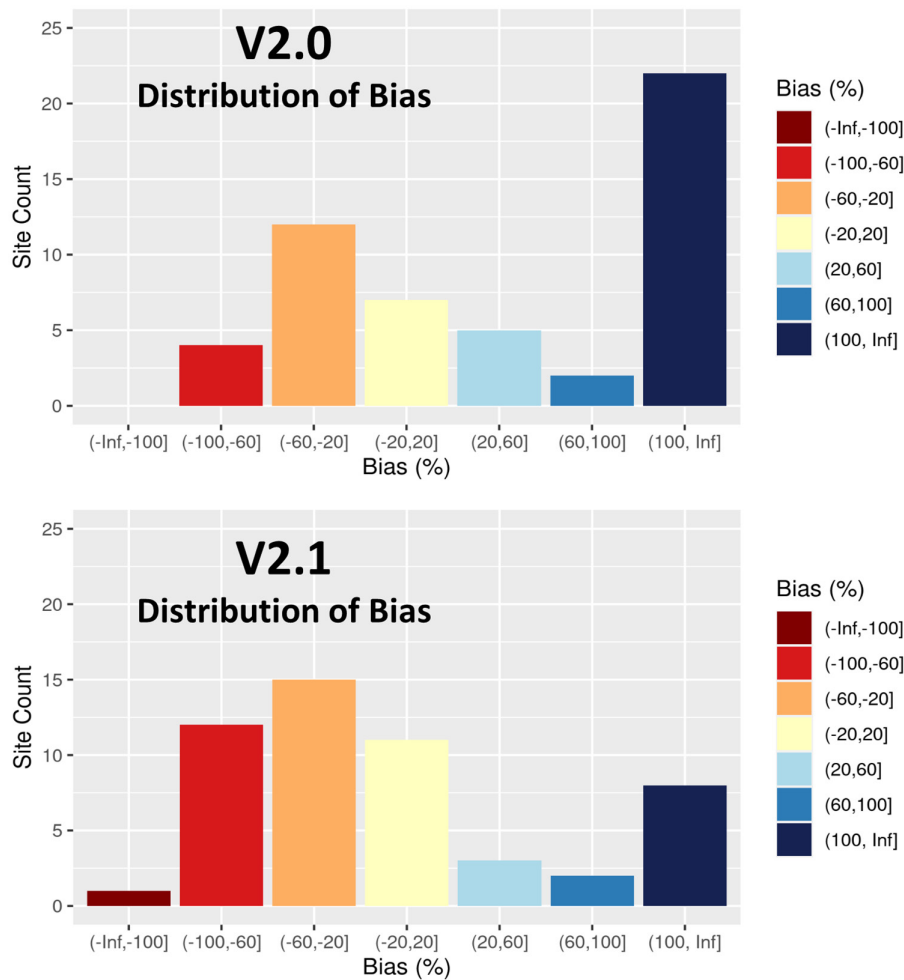 V2.0
Distribution of Bias
25
20
15
10
5
0
Site Count
(-Inf,-100] (-100,-60] (-60,-20] (-20,20] (20,60] (60,100] (100, Inf]
Bias (%)
Bias (%)
(-Inf,-100]
(-100,-60]
(-60,-20]
(-20,20]
(20,60]
(60,100]
(100, Inf]
V2.1
Distribution of Bias
25
20
15
10
5
0
Site Count
(-Inf,-100] (-100,-60] (-60,-20] (-20,20] (20,60] (60,100] (100, Inf]
Bias (%)
Bias (%)
(-Inf,-100]
(-100,-60]
(-60,-20]
(-20,20]
(20,60]
(60,100]
(100, Inf]